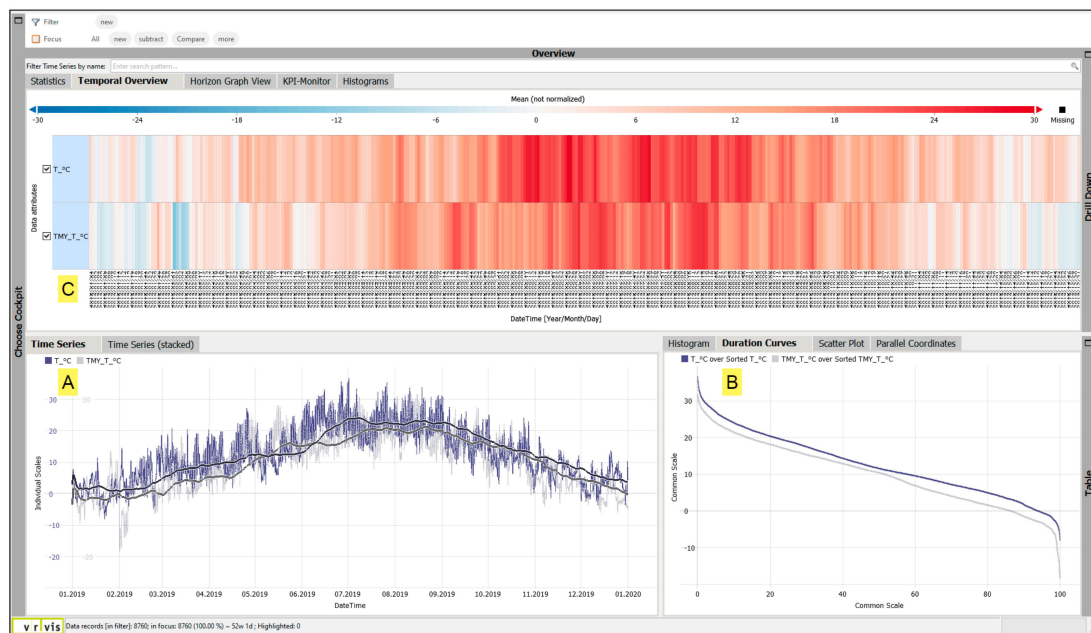 Filter new
Focus All new subtract Compare more
Overview
Filter Time Series by name: Enter search pattern...
Statistics Temporal Overview Horizon Graph View KPI-Monitor Histograms
Mean (not normalized)
-30 -24 -18 -12 -6 0 6 12 18 24 30 Missing
T_°C
Data attributes
TMY_T_°C
C
DateTime [Year/Month/Day]
Choose Cockpit
Drill Down
Time Series Time Series (stacked)
T_°C TMY_T_°C
A
30 30
20
10
0
-10
-20 -20
Individual Scales
01.2019 02.2019 03.2019 04.2019 05.2019 06.2019 07.2019 08.2019 09.2019 10.2019 11.2019 12.2019 01.2020
DateTime
Histogram Duration Curves Scatter Plot Parallel Coordinates
T_°C over Sorted T_°C TMY_T_°C over Sorted TMY_T_°C
B
30
20
10
0
-10
Common Scale
0 20 40 60 80 100
Common Scale
Table
vrvis Data records [in filter]: 8760; in focus: 8760 (100.00 %) ~ 52w 1d ; Highlighted: 0